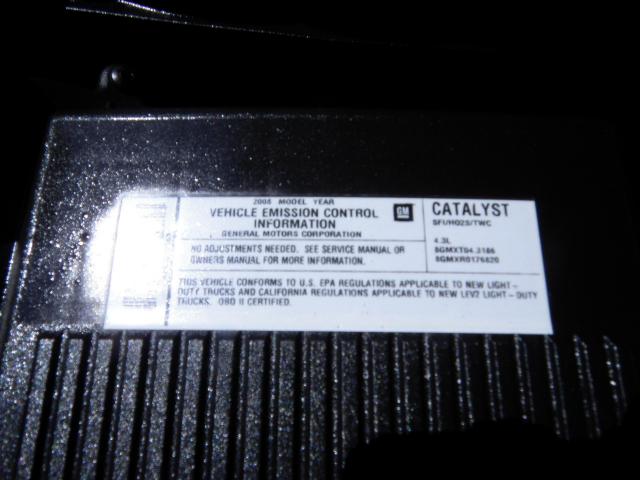 2008 MODEL YEAR
VEHICLE EMISSION CONTROL
INFORMATION
GENERAL MOTORS CORPORATION
GM
CATALYST
SFI/HO2S/TWC
4.3L
8GMXT04.3186
8GMXR0176820
NO ADJUSTMENTS NEEDED. SEE SERVICE MANUAL OR
OWNERS MANUAL FOR MORE INFORMATION.
THIS VEHICLE CONFORMS TO U.S. EPA REGULATIONS APPLICABLE TO NEW LIGHT-
DUTY TRUCKS AND CALIFORNIA REGULATIONS APPLICABLE TO NEW LEV2 LIGHT-DUTY
TRUCKS. OBD II CERTIFIED.